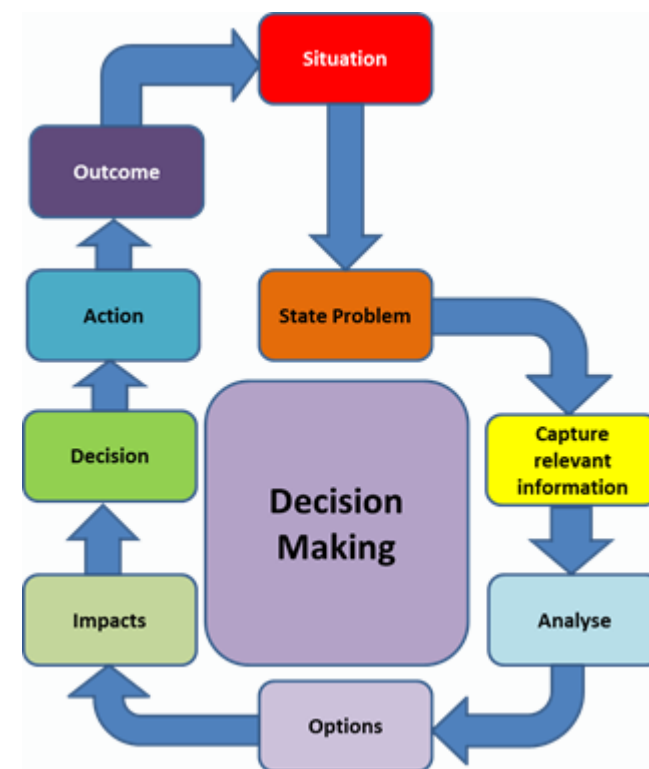 Situation
Outcome
Action
State Problem
Decision
Capture
relevant
information
Decision
Making
Impacts
Analyse
Options